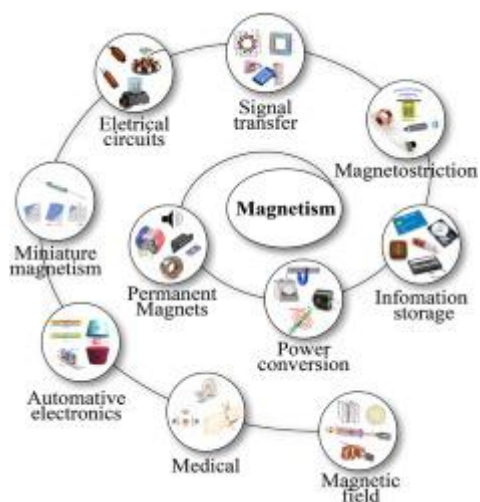 Eletrical
circuits
Signal
transfer
Magnetostriction
Magnetism
Miniature
magnetism
Permanent
Magnets
Infomation
storage
Power
conversion
Automative
electronics
Medical
Magnetic
field